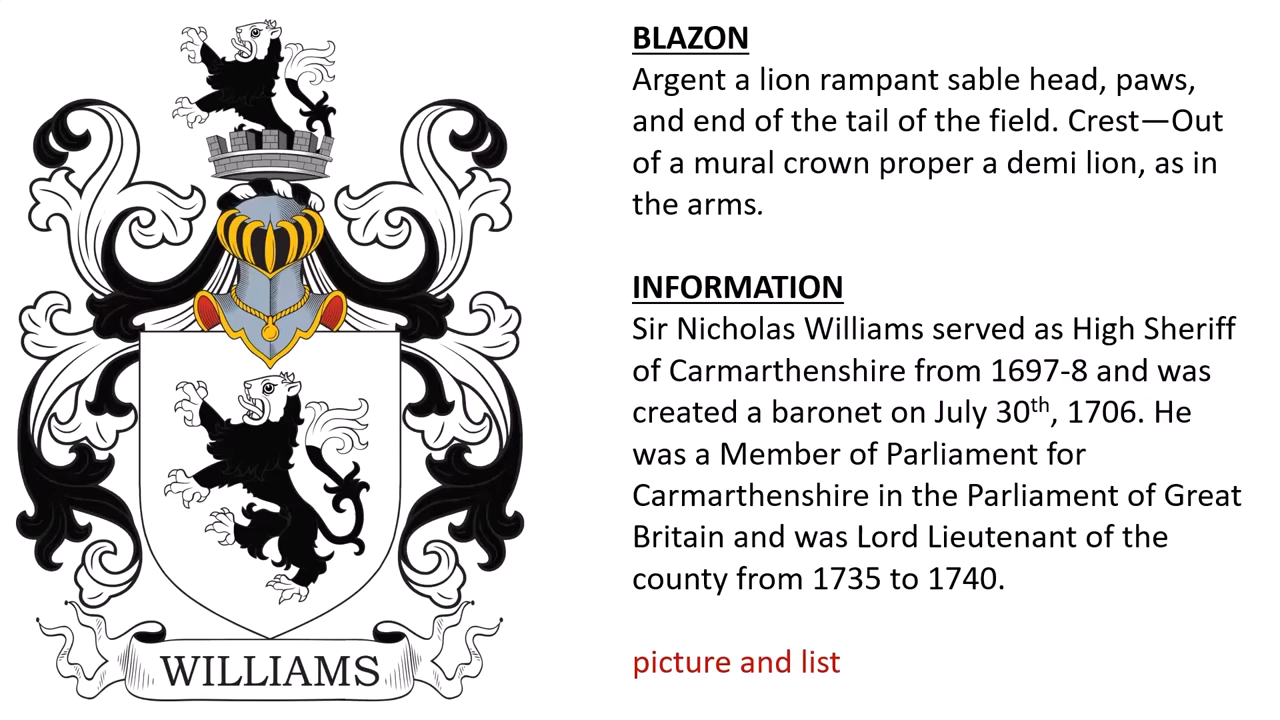 WILLIAMS
BLAZON
Argent a lion rampant sable head, paws,
and end of the tail of the field. Crest—Out
of a mural crown proper a demi lion, as in
the arms.
INFORMATION
Sir Nicholas Williams served as High Sheriff
of Carmarthenshire from 1697-8 and was
created a baronet on July 30th, 1706. He
was a Member of Parliament for
Carmarthenshire in the Parliament of Great
Britain and was Lord Lieutenant of the
county from 1735 to 1740.
picture and list